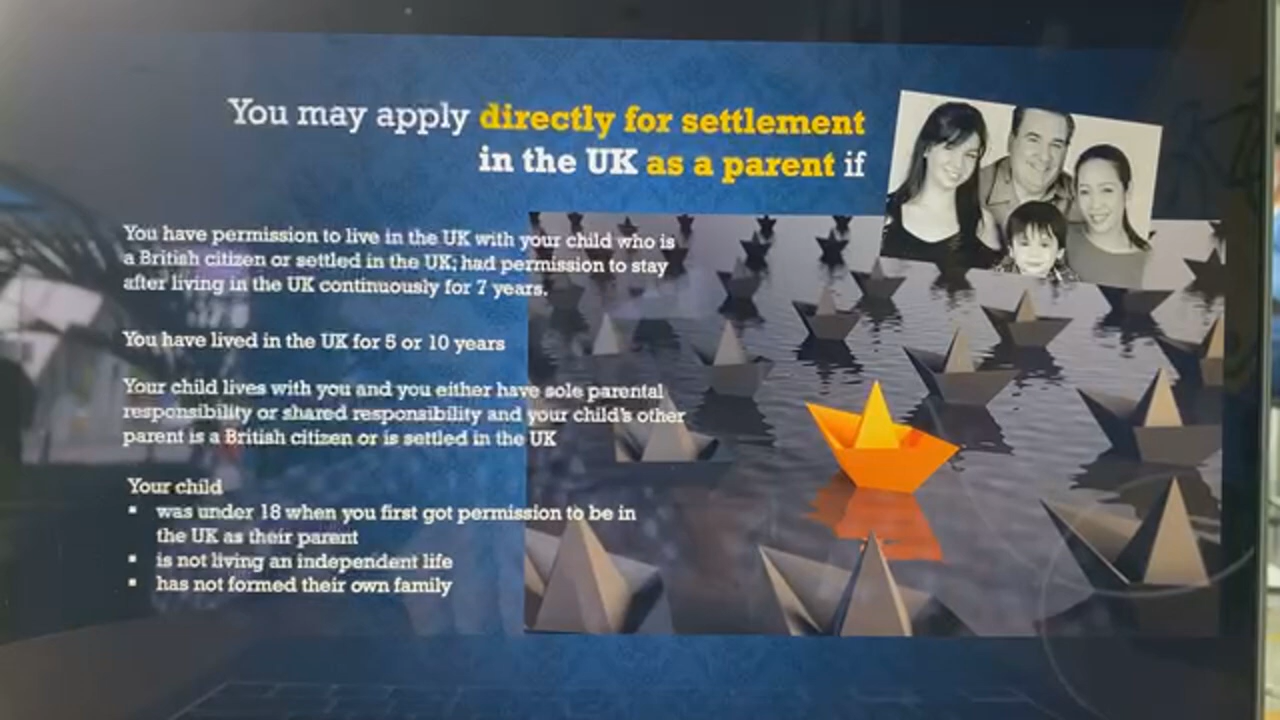 You may apply directly for settlement
in the UK as a parent if
You have permission to live in the UK with your child who is
a British citizen or settled in the UK; had permission to stay
after living in the UK continuously for 7 years.
You have lived in the UK for 5 or 10 years
Your child lives with you and you either have sole parental
responsibility or shared responsibility and your child's other
parent is a British citizen or is settled in the UK
Your child
▪ was under 18 when you first got permission to be in
the UK as their parent
▪ is not living an independent life
▪ has not formed their own family